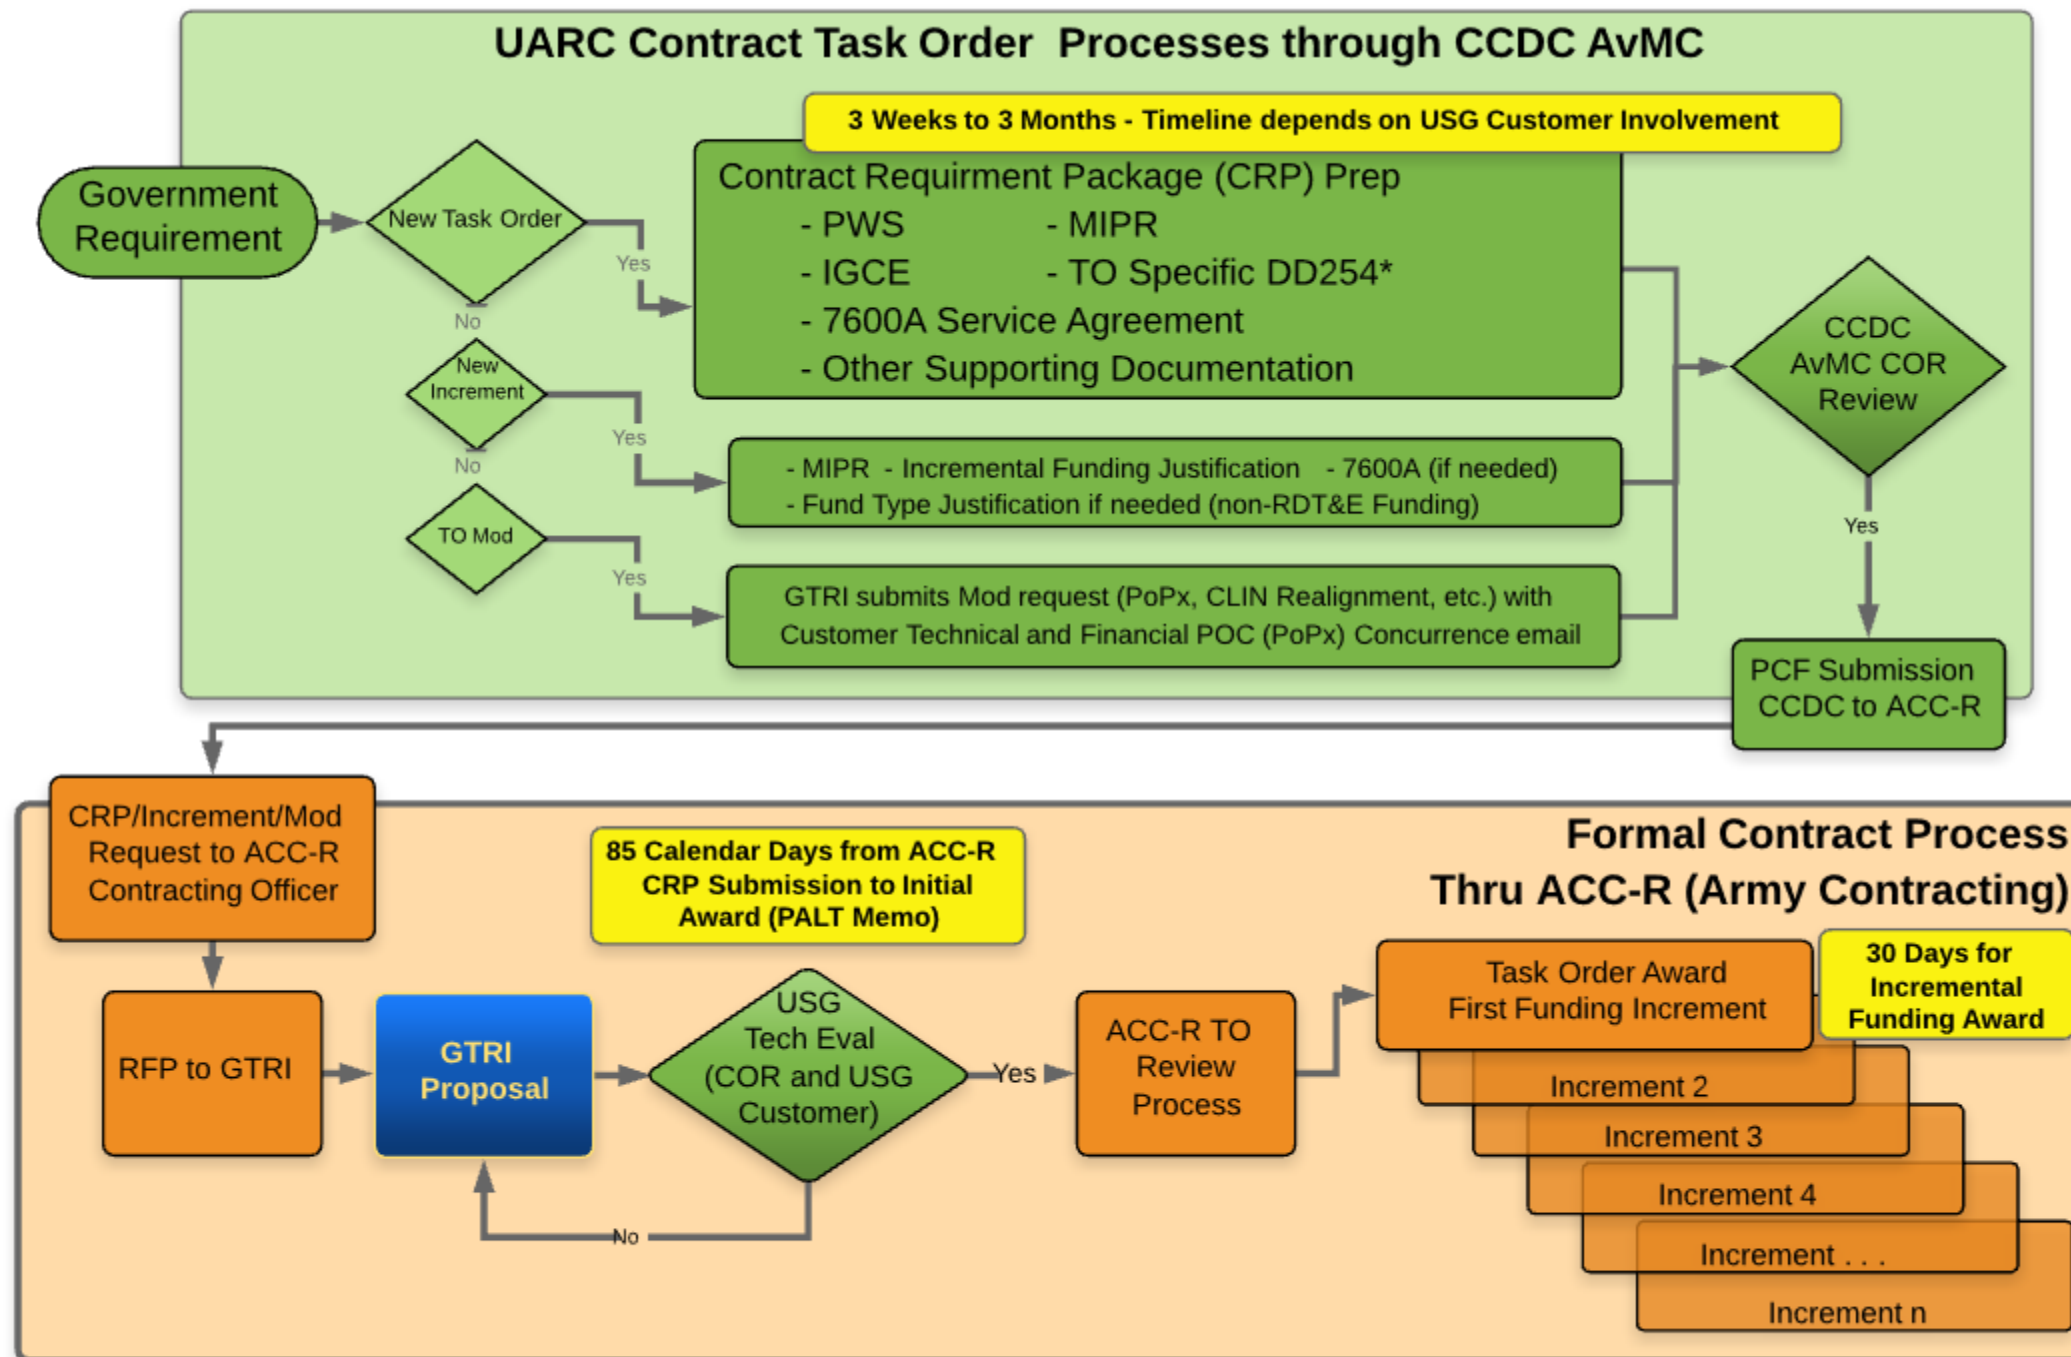 UARC Contract Task Order Processes through CCDC AvMC
3 Weeks to 3 Months - Timeline depends on USG Customer Involvement
Government
Requirement
New Task Order
Yes
No
Contract Requirment Package (CRP) Prep
- PWS - MIPR
- IGCE - TO Specific DD254*
- 7600A Service Agreement
- Other Supporting Documentation
New
Increment
Yes
No
- MIPR - Incremental Funding Justification - 7600A (if needed)
- Fund Type Justification if needed (non-RDT&E Funding)
TO Mod
Yes
GTRI submits Mod request (PoPx, CLIN Realignment, etc.) with
Customer Technical and Financial POC (PoPx) Concurrence email
CCDC
AvMC COR
Review
Yes
PCF Submission
CCDC to ACC-R
CRP/Increment/Mod
Request to ACC-R
Contracting Officer
85 Calendar Days from ACC-R
CRP Submission to Initial
Award (PALT Memo)
Formal Contract Process
Thru ACC-R (Army Contracting)
RFP to GTRI
GTRI
Proposal
USG
Tech Eval
(COR and USG
Customer)
Yes
No
ACC-R TO
Review
Process
Task Order Award
First Funding Increment
30 Days for
Incremental
Funding Award
Increment 2
Increment 3
Increment 4
Increment . . .
Increment n